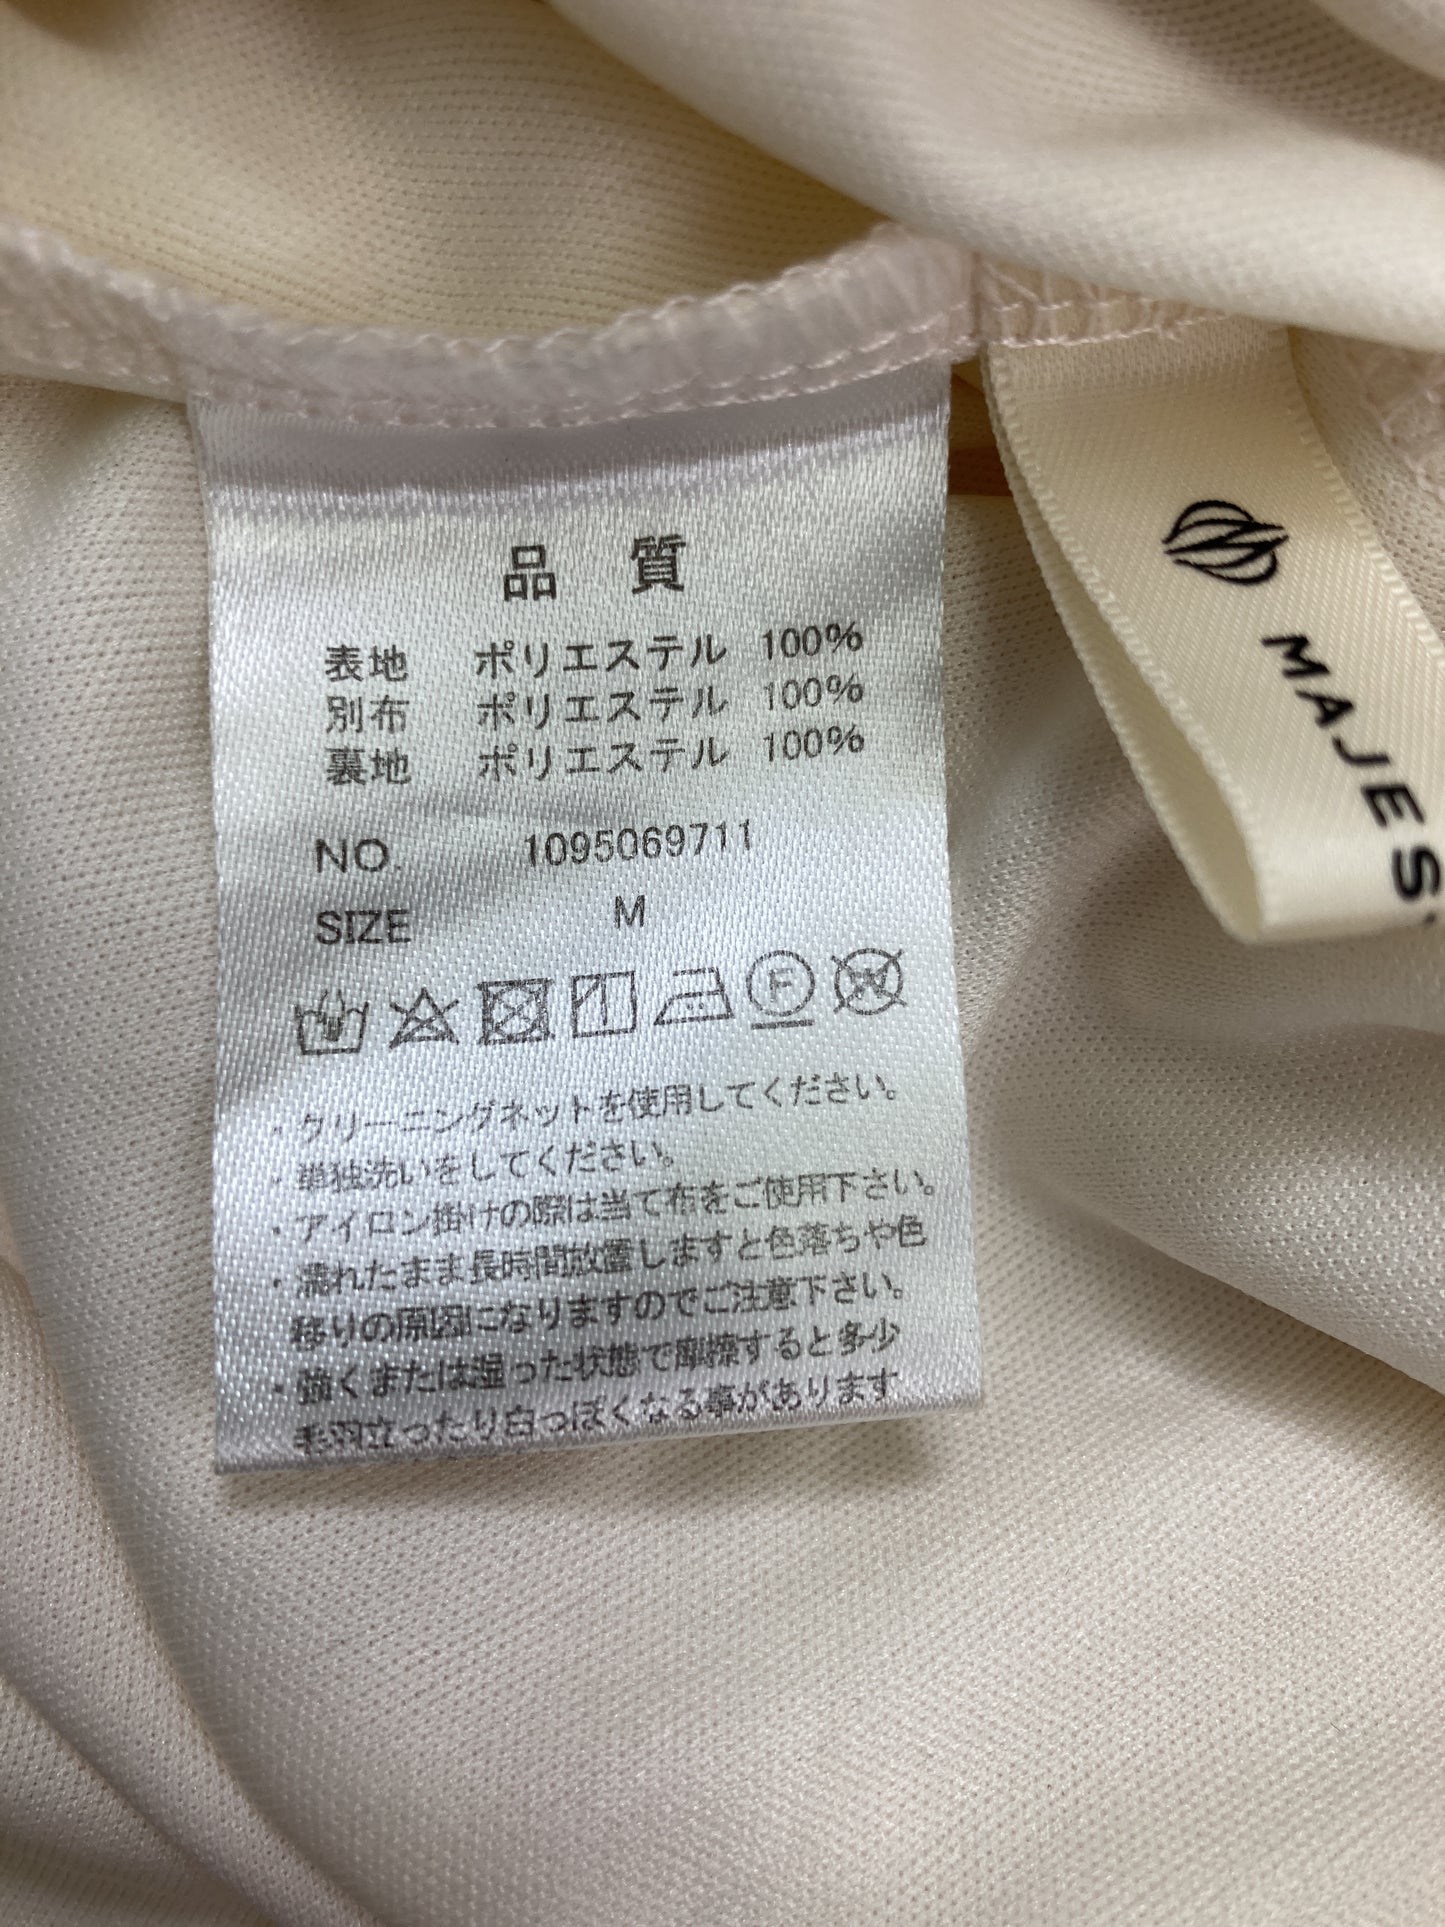 品 質
表地 ポリエステル 100%
別布 ポリエステル 100%
裏地 ポリエステル 100%
NO. 1095069711
SIZE M
F W
・クリーニングネットを使用してください。
・単独洗いをしてください。
・アイロン掛けの際は当て布をご使用下さい。
・濡れたまま長時間放置しますと色落ちや色
移りの原因になりますのでご注意下さい。
・強くまたは湿った状態で摩擦すると多少
毛羽立ったり白っぽくなる事があります
MAJES